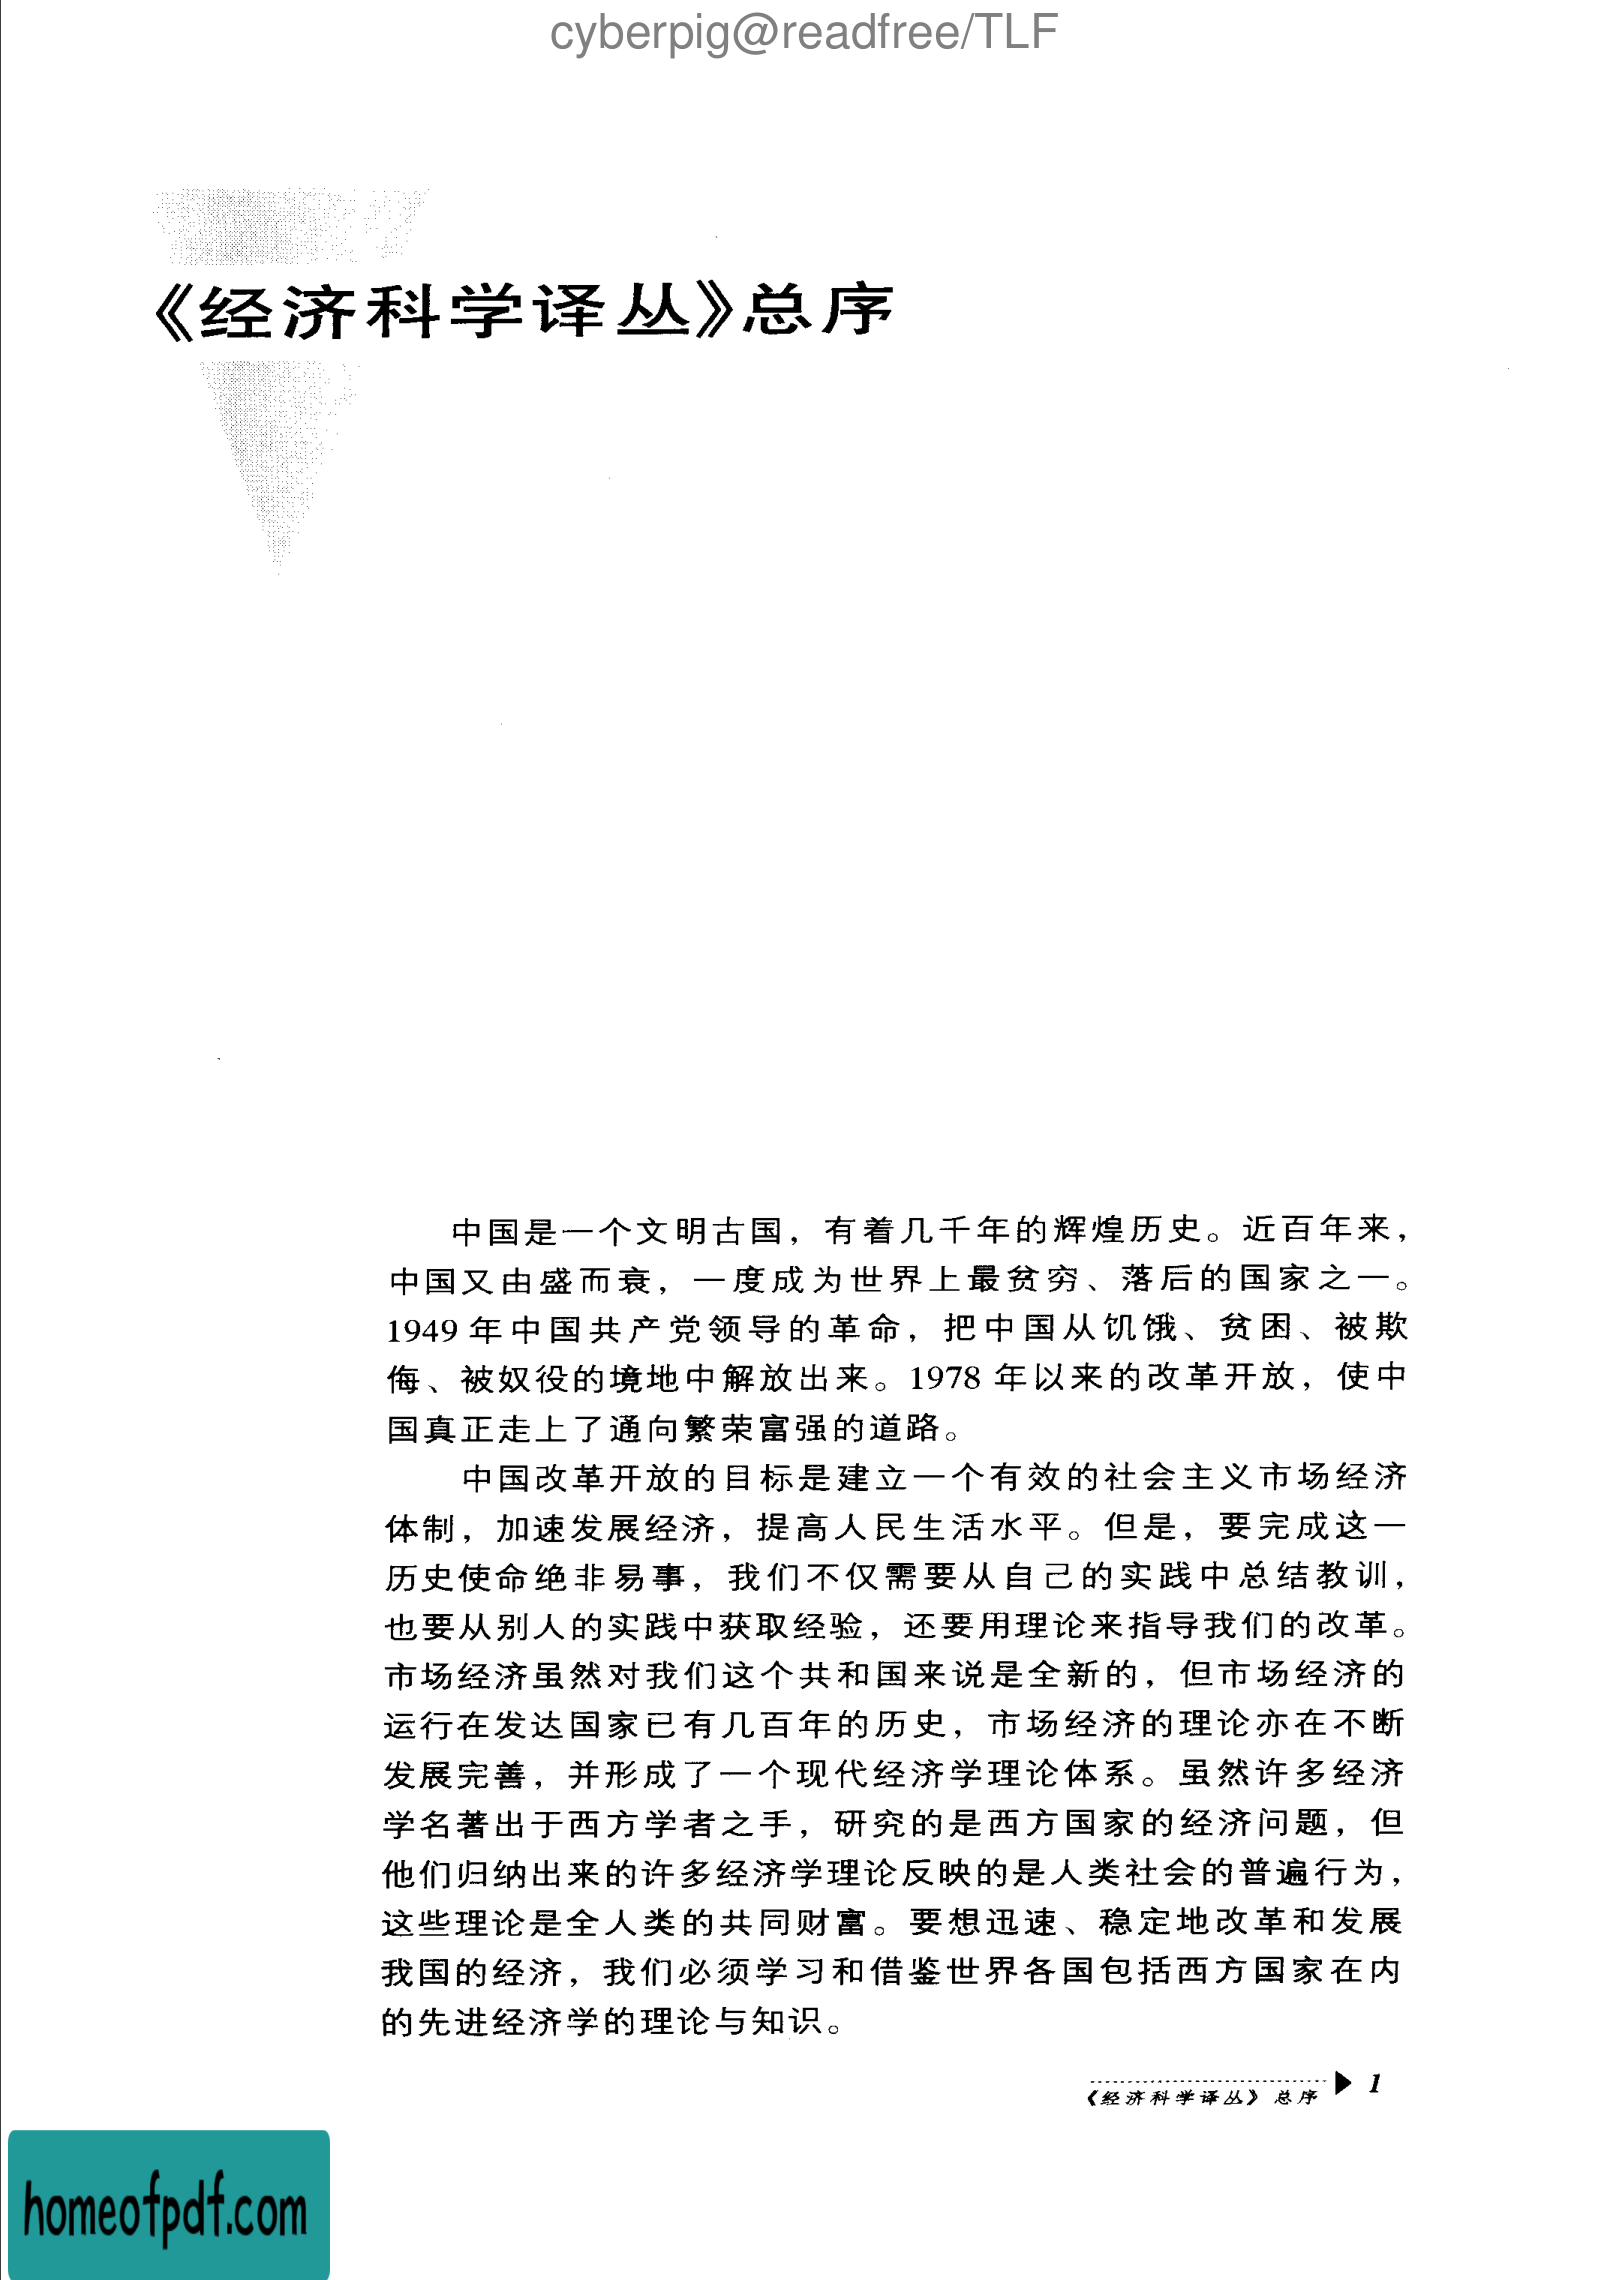 cyberpig@readfree/TLF
《经济科学译丛》总序
中国是一个文明古国，有着几千年的辉煌历史。近百年来，
中国又由盛而衰，一度成为世界上最贫穷、落后的国家之一。
1949 年中国共产党领导的革命，把中国从饥饿、贫困、被欺
侮、被奴役的境地中解放出来。1978 年以来的改革开放，使中
国真正走上了通向繁荣富强的道路。
中国改革开放的目标是建立一个有效的社会主义市场经济
体制，加速发展经济，提高人民生活水平。但是，要完成这一
历史使命绝非易事，我们不仅需要从自己的实践中总结教训，
也要从别人的实践中获取经验，还要用理论来指导我们的改革。
市场经济虽然对我们这个共和国来说是全新的，但市场经济的
运行在发达国家已有几百年的历史，市场经济的理论亦在不断
发展完善，并形成了一个现代经济学理论体系。虽然许多经济
学名著出于西方学者之手，研究的是西方国家的经济问题，但
他们归纳出来的许多经济学理论反映的是人类社会的普遍行为，
这些理论是全人类的共同财富。要想迅速、稳定地改革和发展
我国的经济，我们必须学习和借鉴世界各国包括西方国家在内
的先进经济学的理论与知识。
《经济科学译丛》总序 ▶ 1
homeofpdf.com